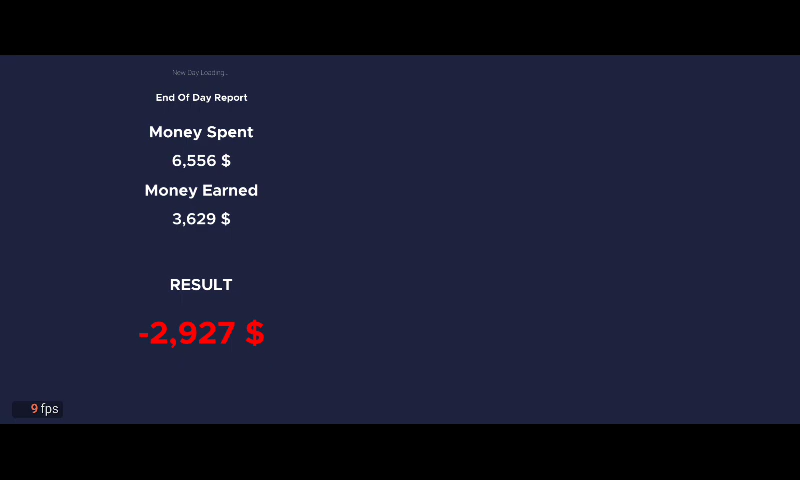 New Day Loading...
End Of Day Report
Money Spent
6,556 $
Money Earned
3,629 $
RESULT
-2,927 $
9 fps